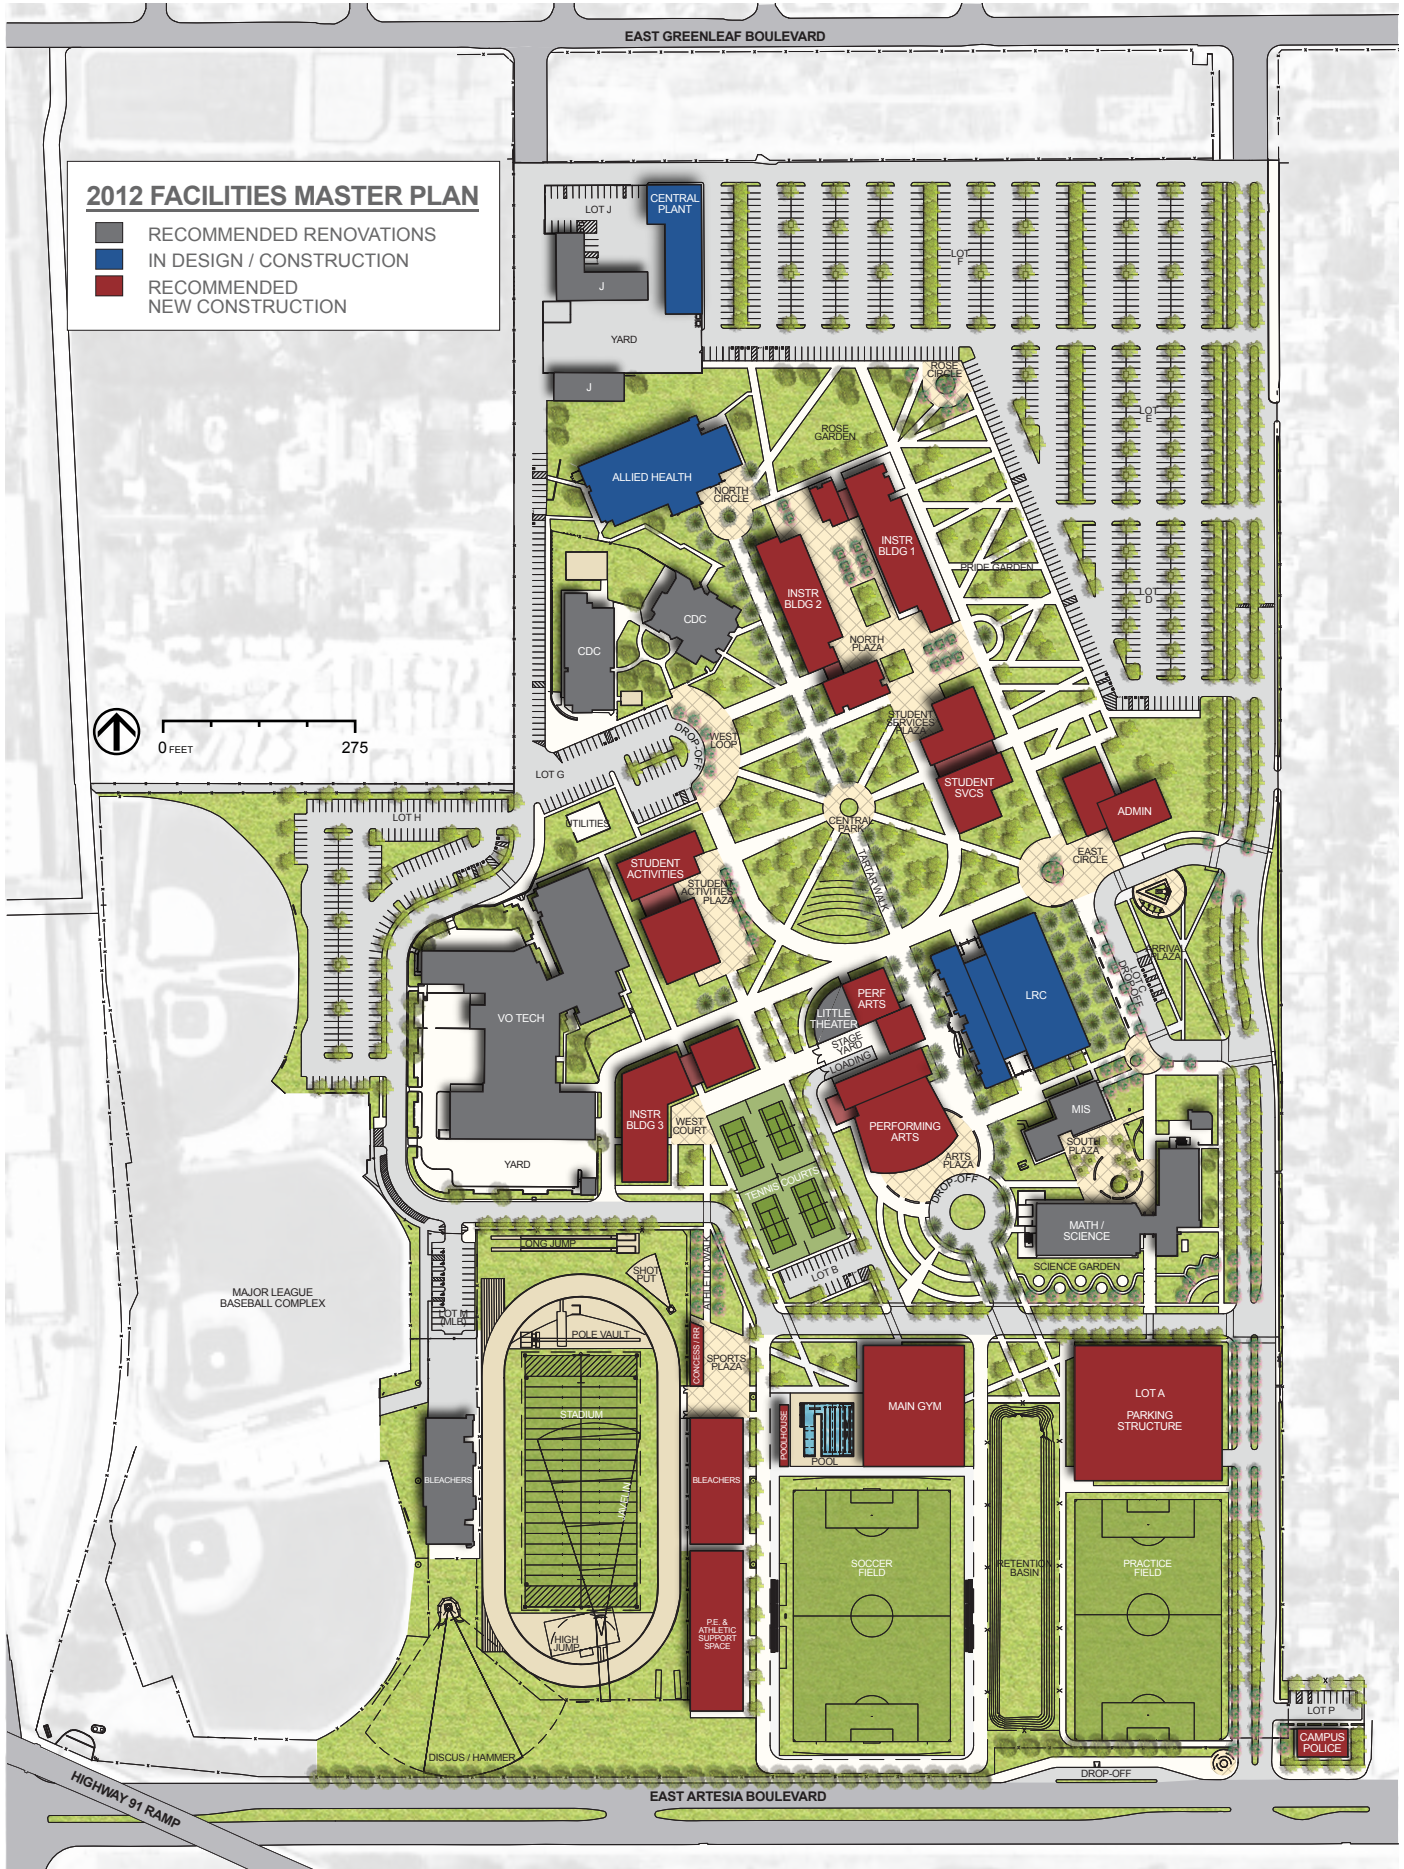 EAST GREENLEAF BOULEVARD
2012 FACILITIES MASTER PLAN
RECOMMENDED RENOVATIONS
IN DESIGN / CONSTRUCTION
RECOMMENDED
NEW CONSTRUCTION
CENTRAL
PLANT
LOT J
J
YARD
J
LOT
F
ROSE
CIRCLE
LOT
E
ROSE
GARDEN
ALLIED HEALTH
NORTH
CIRCLE
INSTR
BLDG 1
PRIDE GARDEN
INSTR
BLDG 2
LOT
D
CDC
CDC
NORTH
PLAZA
STUDENT
SERVICES
PLAZA
0 FEET
275
DROP-OFF
WEST
LOOP
LOT G
STUDENT
SVCS
ADMIN
LOT H
UTILITIES
CENTRAL
PARK
EAST
CIRCLE
TARTAR WALK
STUDENT
ACTIVITIES
STUDENT
ACTIVITIES
PLAZA
ARRIVAL
PLAZA
LOT C
DROP-OFF
LRC
PERF
ARTS
LITTLE
THEATER
STAGE
YARD
LOADING
VO TECH
INSTR
BLDG 3
WEST
COURT
PERFORMING
ARTS
MIS
SOUTH
PLAZA
ARTS
PLAZA
YARD
TENNIS COURTS
DROP-OFF
MATH /
SCIENCE
SCIENCE GARDEN
LONG JUMP
SHOT
PUT
ATHLETIC WALK
LOT B
MAJOR LEAGUE
BASEBALL COMPLEX
LOT M
(MLB)
POLE VAULT
CONCESS / RR
SPORTS
PLAZA
STADIUM
MAIN GYM
LOT A
PARKING
STRUCTURE
POOLHOUSE
POOL
BLEACHERS
BLEACHERS
JAVELIN
SOCCER
FIELD
RETENTION
BASIN
PRACTICE
FIELD
P.E. &
ATHLETIC
SUPPORT
SPACE
HIGH
JUMP
LOT P
CAMPUS
POLICE
DISCUS / HAMMER
DROP-OFF
HIGHWAY 91 RAMP
EAST ARTESIA BOULEVARD